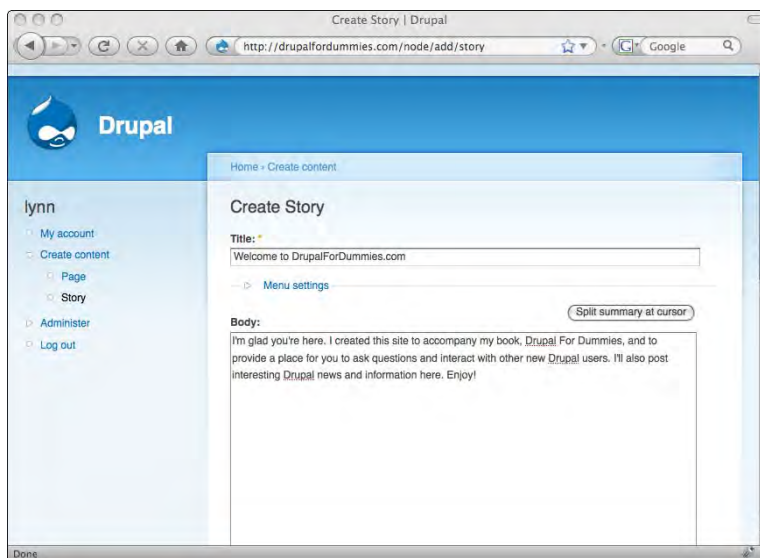 Create Story | Drupal
http://drupalfordummies.com/node/add/story
Google
Drupal
Home › Create content
lynn
My account
Create content
Page
Story
Administer
Log out
Create Story
Title: *
Welcome to DrupalForDummies.com
Menu settings
Split summary at cursor
Body:
I'm glad you're here. I created this site to accompany my book, Drupal For Dummies, and to
provide a place for you to ask questions and interact with other new Drupal users. I'll also post
interesting Drupal news and information here. Enjoy!
Done